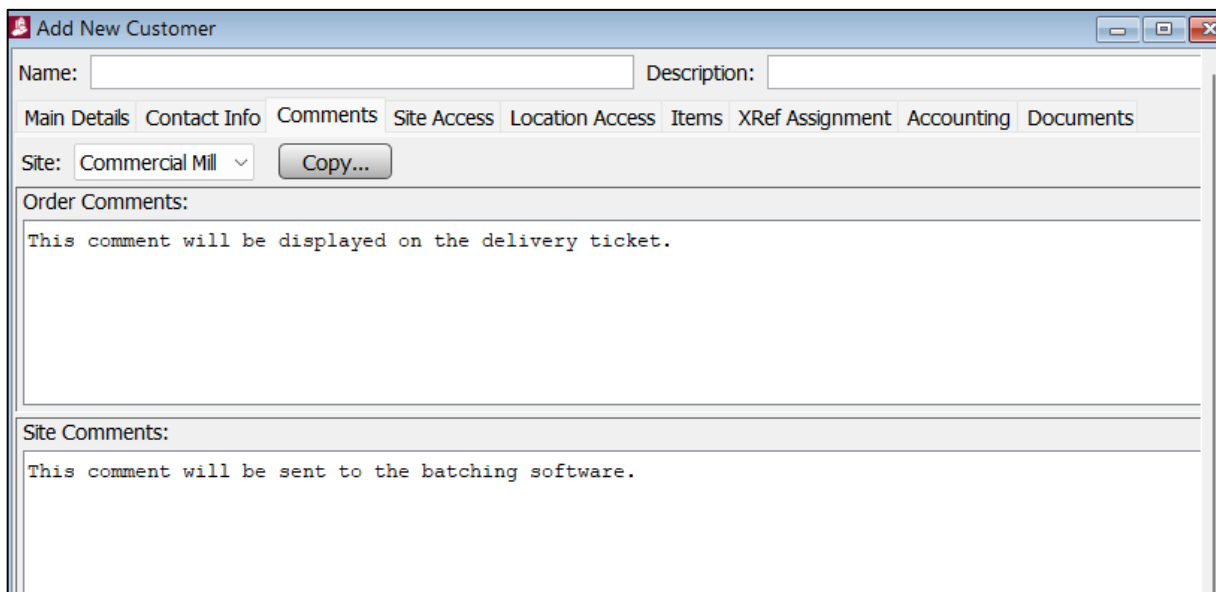 Add New Customer
Name: Description:
Main Details Contact Info Comments Site Access Location Access Items XRef Assignment Accounting Documents
Site: Commercial Mill Copy...
Order Comments:
This comment will be displayed on the delivery ticket.
Site Comments:
This comment will be sent to the batching software.